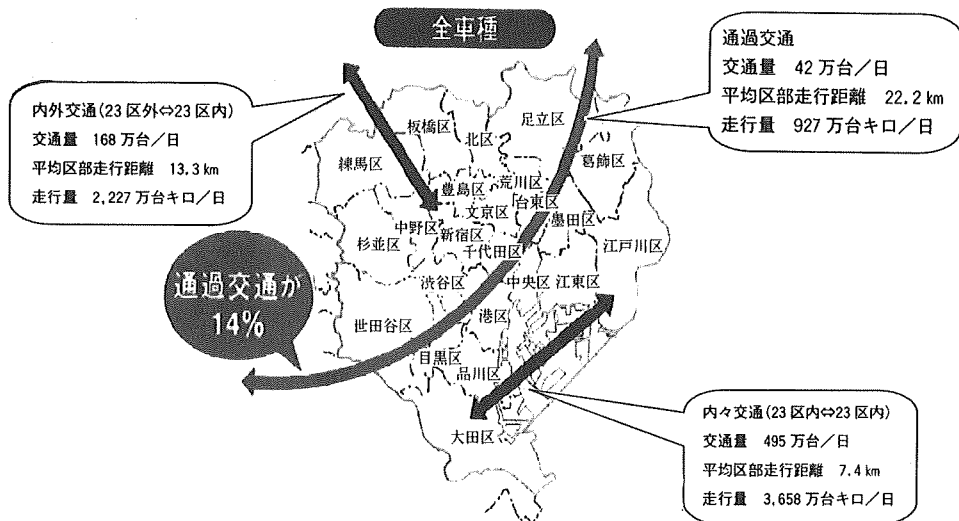 全車種
内外交通(23区外⇔23区内)
交通量 168万台/日
平均区部走行距離 13.3km
走行量 2,227万台キロ/日
通過交通
交通量 42万台/日
平均区部走行距離 22.2km
走行量 927万台キロ/日
板橋区
北区
足立区
練馬区
葛飾区
豊島区
荒川区
文京区
台東区
墨田区
中野区
新宿区
杉並区
千代田区
江戸川区
渋谷区
中央区
江東区
通過交通が
14%
世田谷区
港区
目黒区
品川区
大田区
内々交通(23区内⇔23区内)
交通量 495万台/日
平均区部走行距離 7.4km
走行量 3,658万台キロ/日